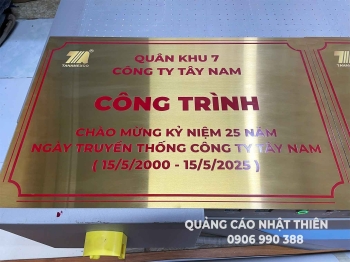 QUÂN KHU 7
CÔNG TY TÂY NAM
CÔNG TRÌNH
CHÀO MỪNG KỶ NIỆM 25 NĂM
NGÀY TRUYỀN THỐNG CÔNG TY TÂY NAM
( 15/5/2000 - 15/5/2025 )
QUẢNG CÁO NHẬT THIÊN
0906 990 388